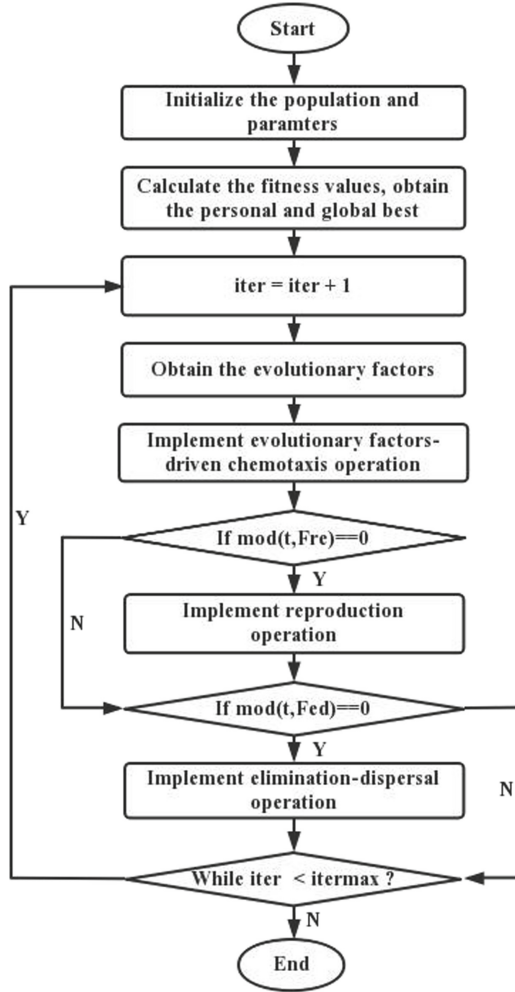 Start
Initialize the population and
paramters
Calculate the fitness values, obtain
the personal and global best
iter = iter + 1
Obtain the evolutionary factors
Implement evolutionary factors-
driven chemotaxis operation
Y
If mod(t,Fre)==0
Y
N
Implement reproduction
operation
If mod(t,Fed)==0
Y
N
Implement elimination-dispersal
operation
While iter < itermax ?
N
End